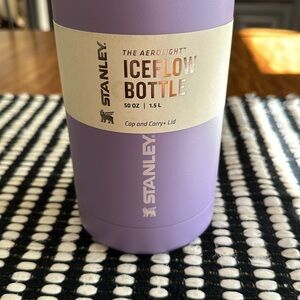 STANLEY
THE AEROLIGHT™
ICEFLOW
BOTTLE
50 OZ | 1.5 L
Cap and Carry+ Lid
STANLEY